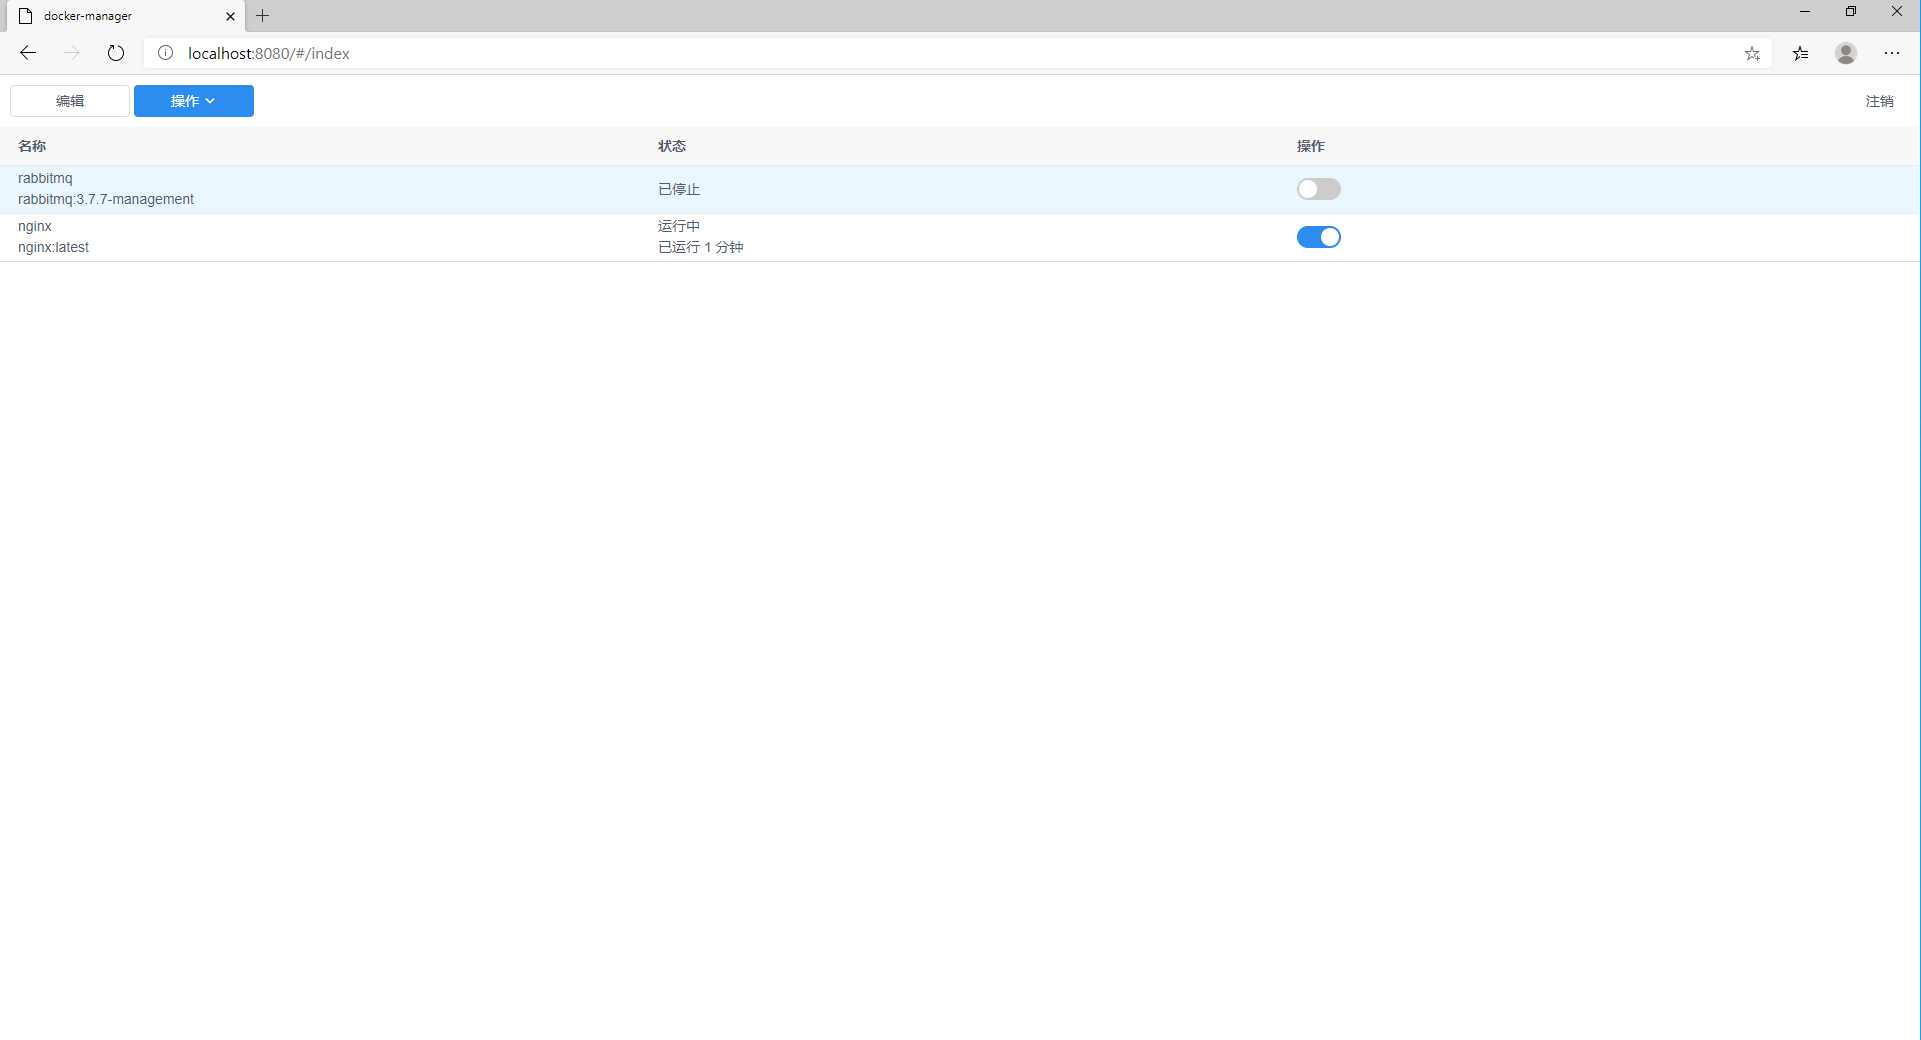 docker-manager
localhost:8080/#/index
编辑 操作 注销
名称 状态 操作
rabbitmq
rabbitmq:3.7.7-management
已停止
nginx
nginx:latest
运行中
已运行 1 分钟